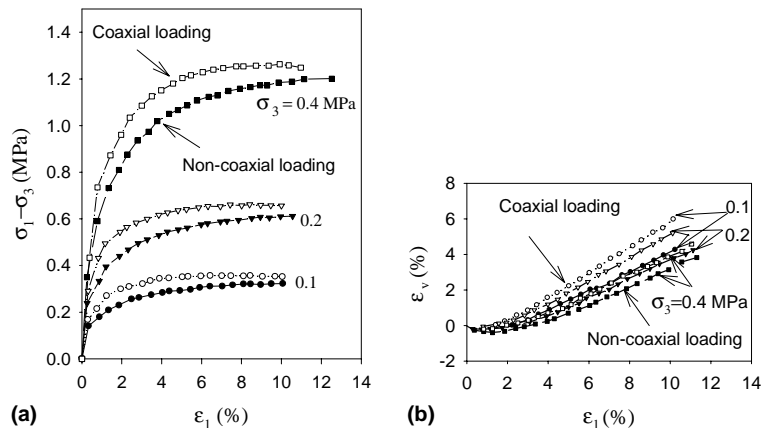 1.4
1.2
1.0
0.8
0.6
0.4
0.2
0.0
σ₁–σ₃ (MPa)
Coaxial loading
σ₃ = 0.4 MPa
Non-coaxial loading
0.2
0.1
0 2 4 6 8 10 12 14
(a)
ε₁ (%)
8
6
4
2
0
-2
εᵥ (%)
Coaxial loading
0.1
0.2
σ₃=0.4 MPa
Non-coaxial loading
0 2 4 6 8 10 12 14
(b)
ε₁ (%)